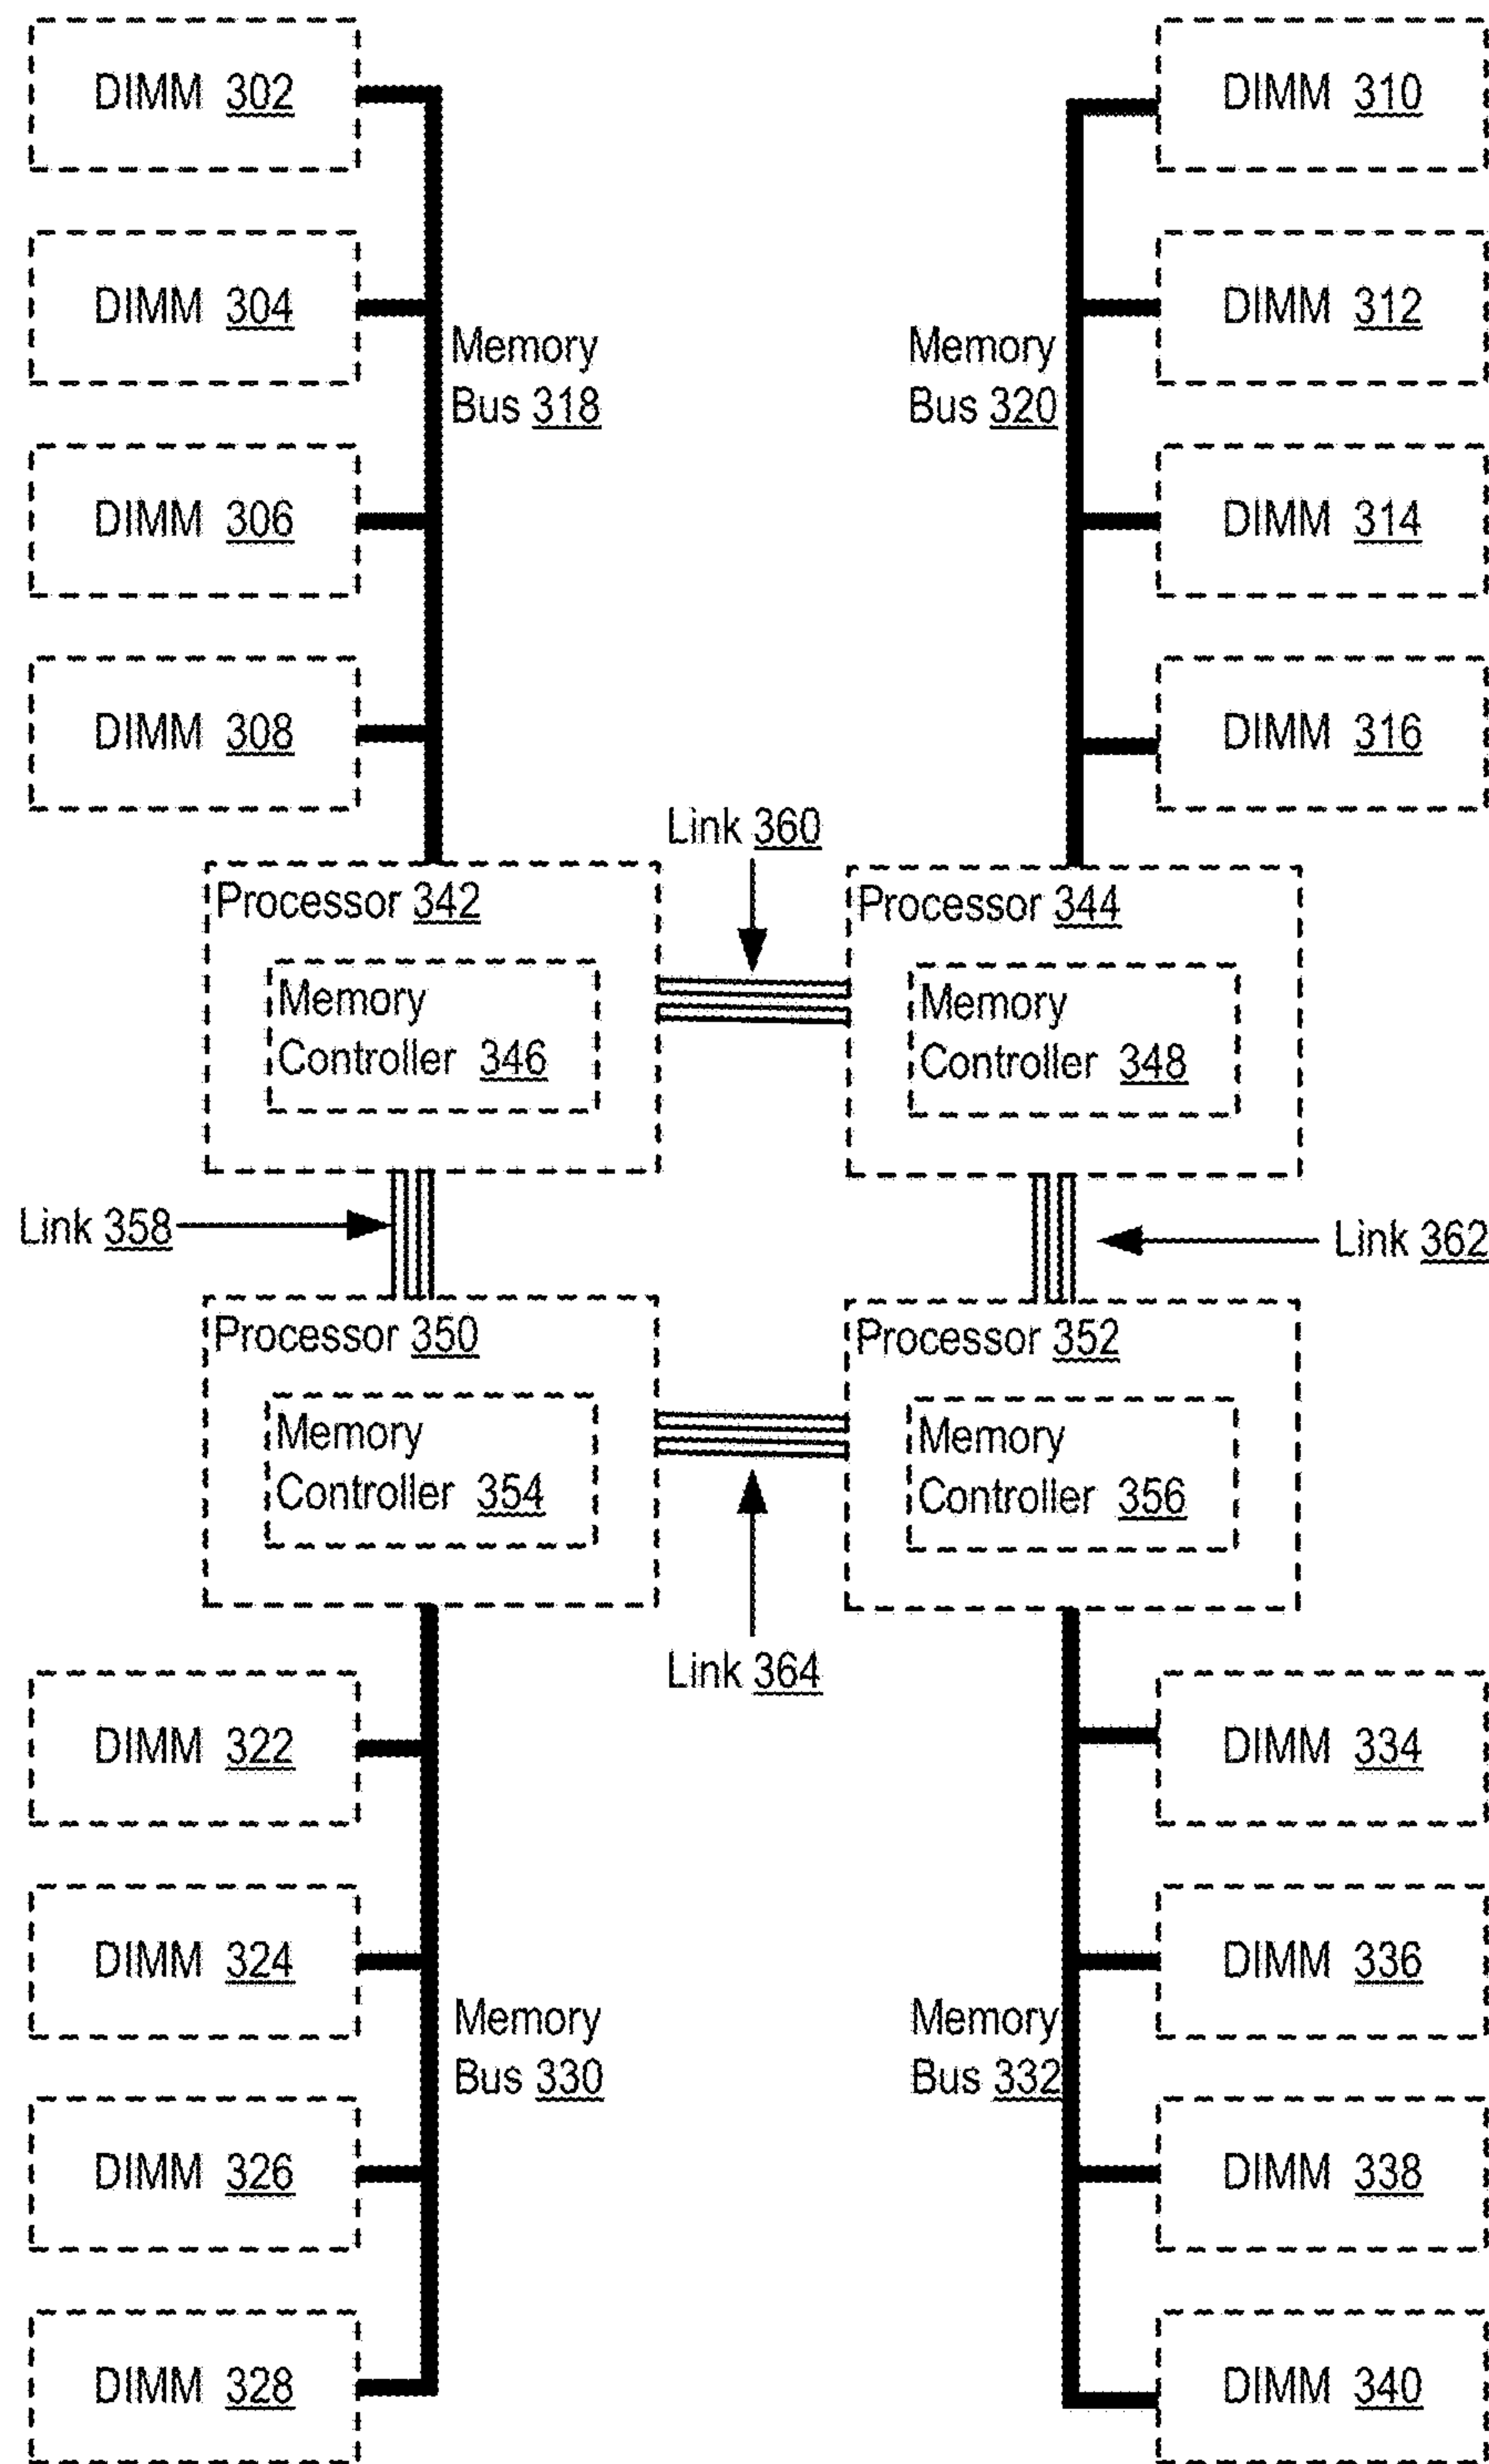 DIMM 302
DIMM 310
DIMM 304
DIMM 312
Memory
Bus 318
Memory
Bus 320
DIMM 306
DIMM 314
DIMM 308
DIMM 316
Link 360
Processor 342
Memory
Controller 346
Processor 344
Memory
Controller 348
Link 358
Link 362
Processor 350
Memory
Controller 354
Processor 352
Memory
Controller 356
Link 364
DIMM 322
DIMM 334
DIMM 324
DIMM 336
Memory
Bus 330
Memory
Bus 332
DIMM 326
DIMM 338
DIMM 328
DIMM 340